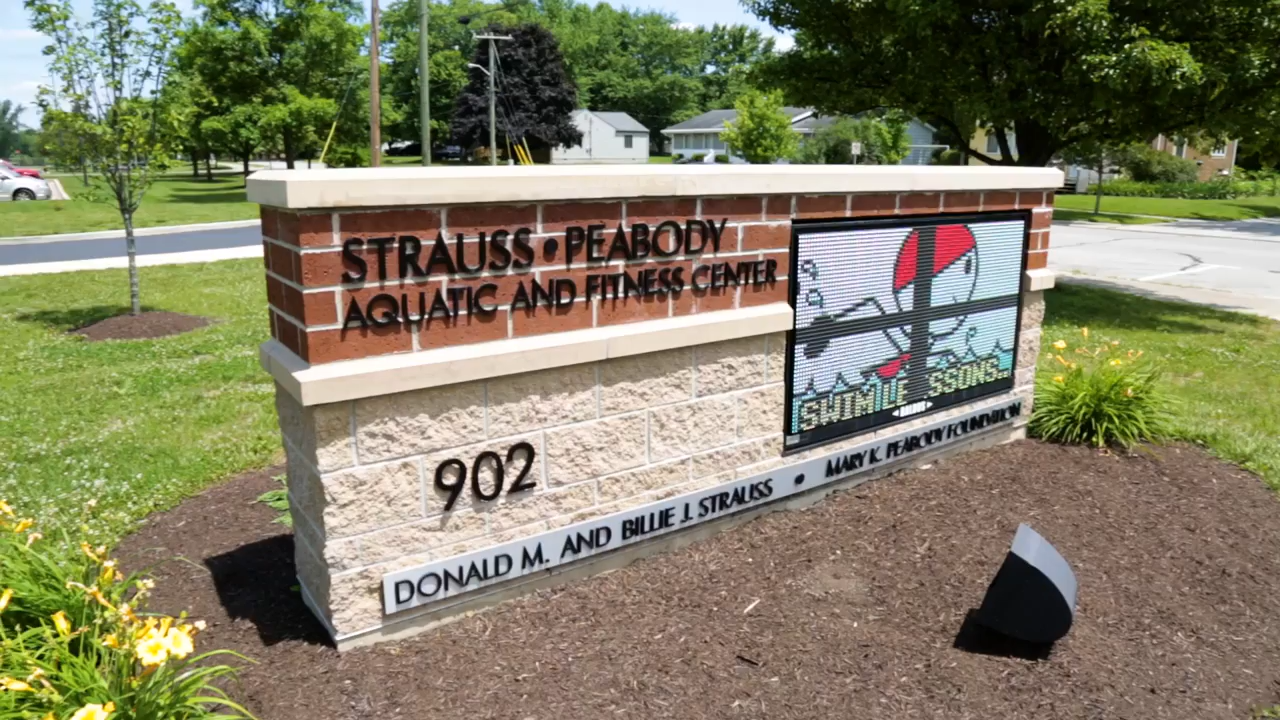 STRAUSS • PEABODY
AQUATIC AND FITNESS CENTER
SWIM LE SSONS
902
DONALD M. AND BILLIE J. STRAUSS • MARY K. PEABODY FOUNDATION